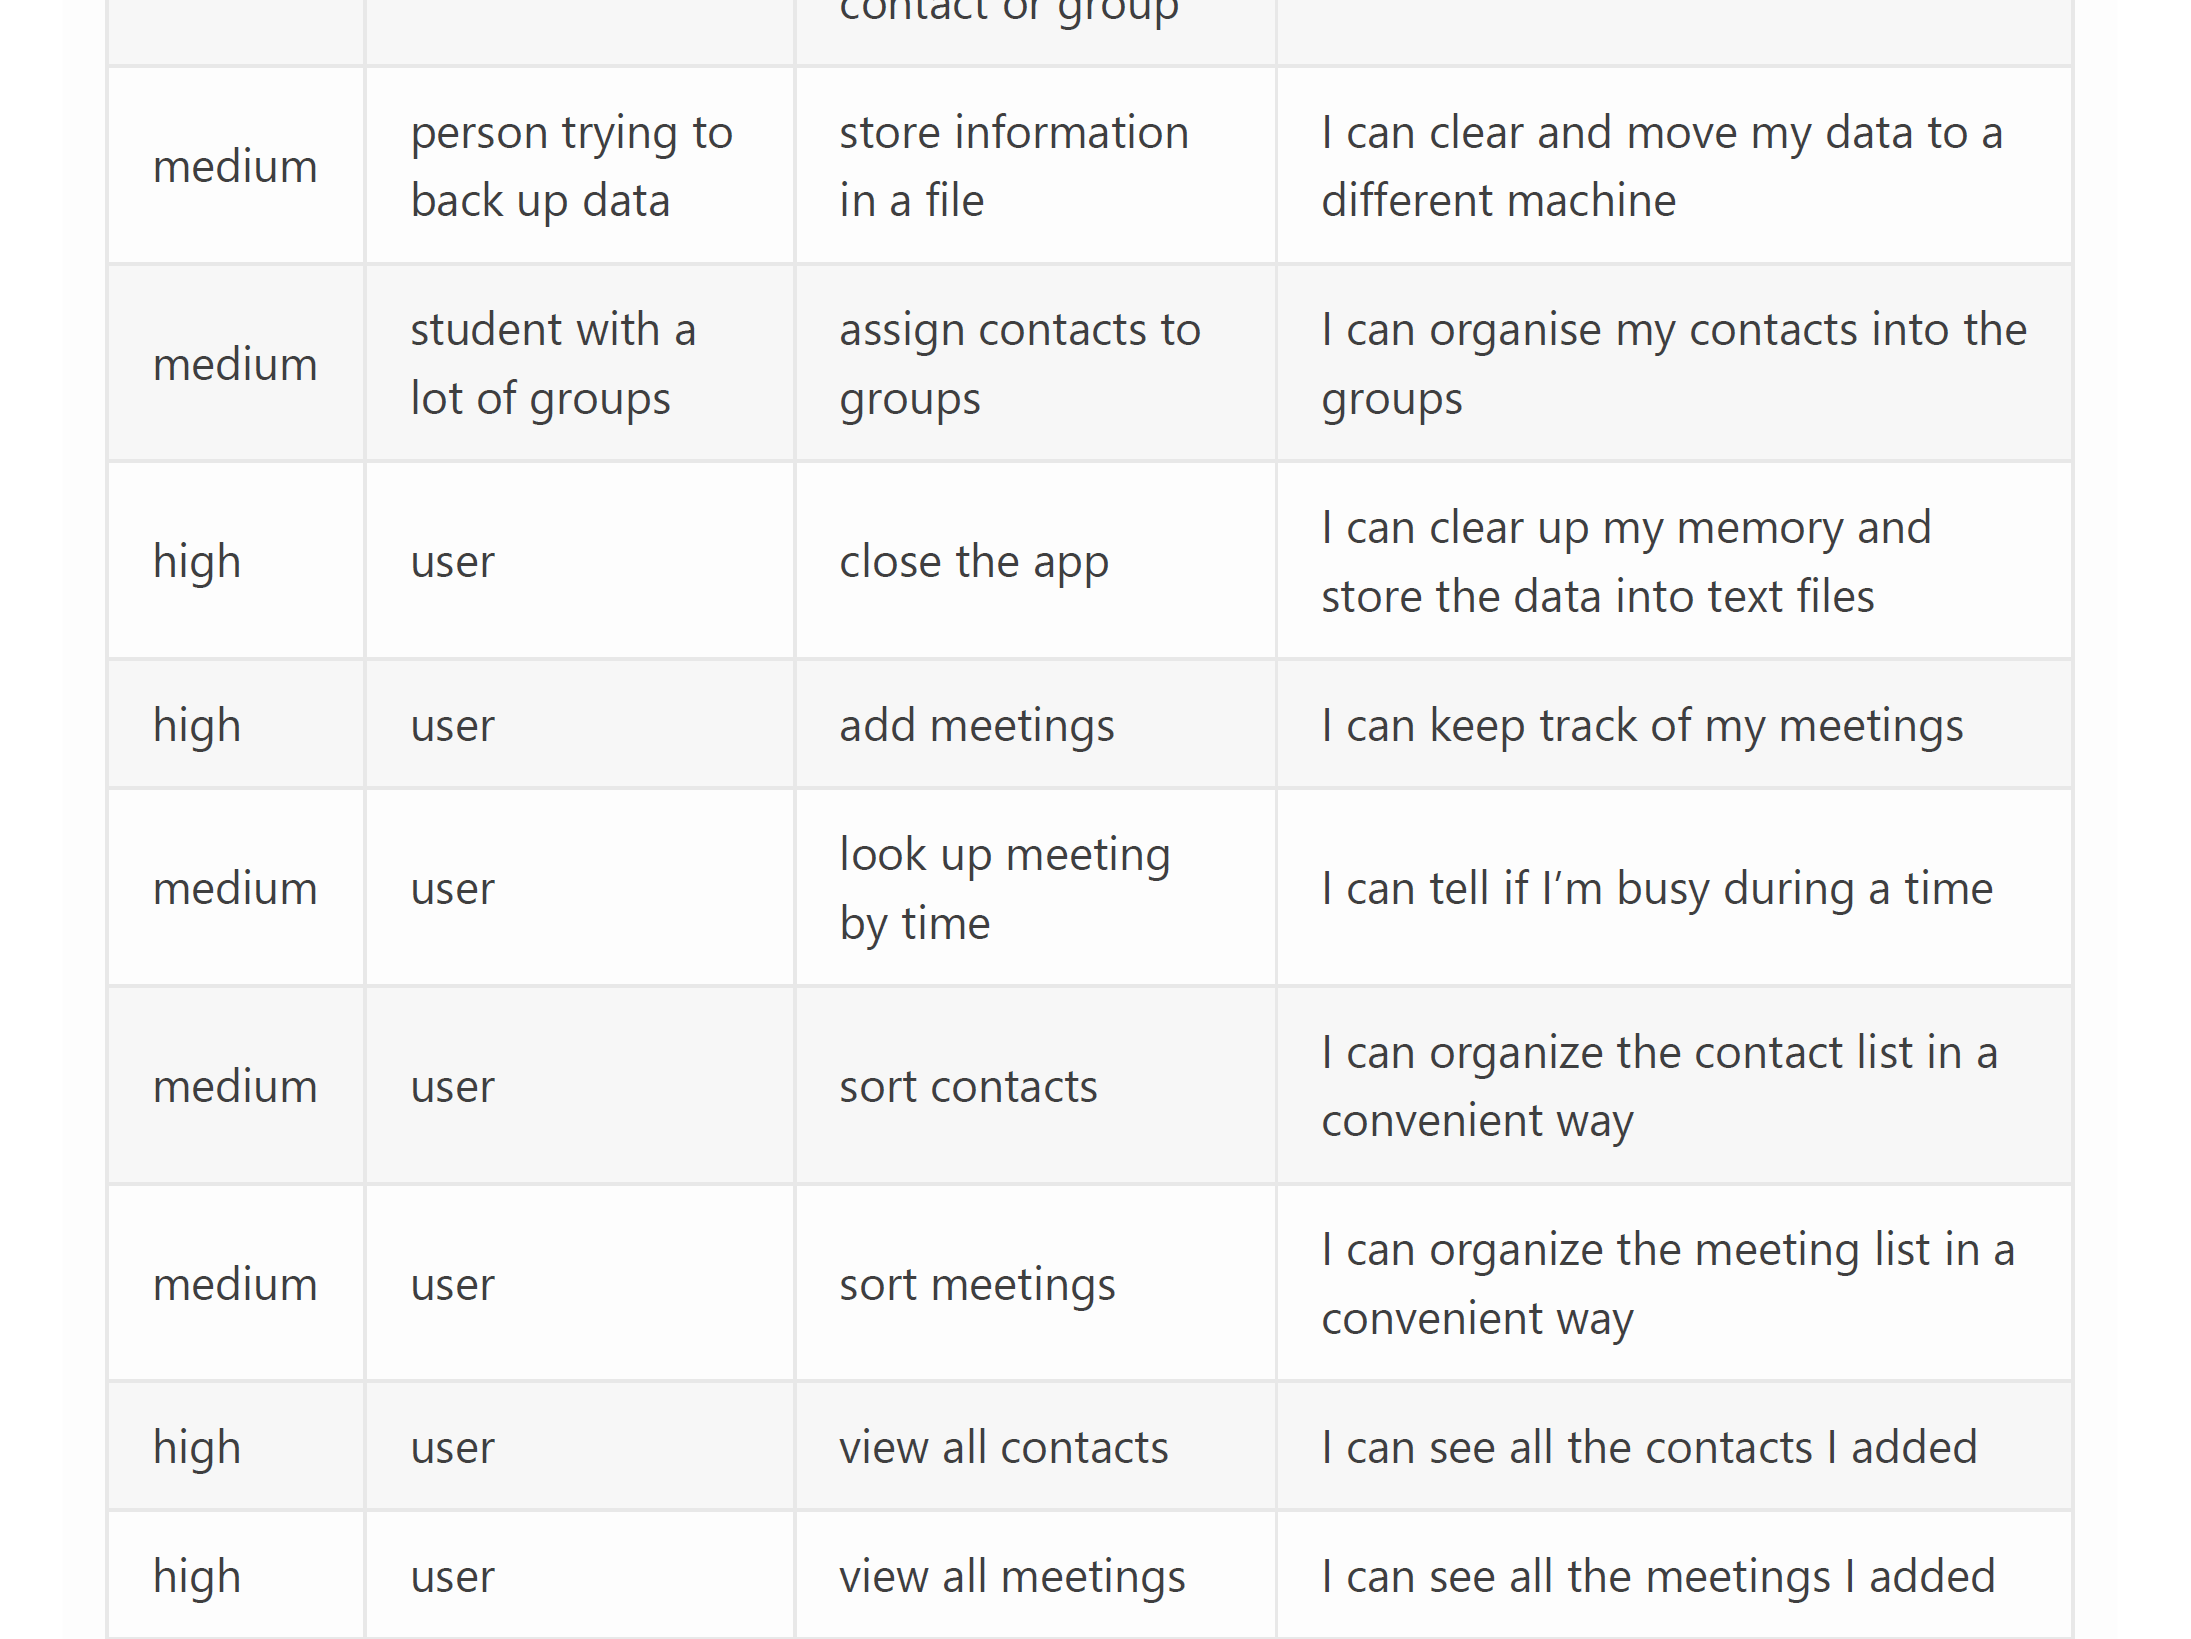 contact or group
medium
person trying to
back up data
store information
in a file
I can clear and move my data to a
different machine
medium
student with a
lot of groups
assign contacts to
groups
I can organise my contacts into the
groups
high
user
close the app
I can clear up my memory and
store the data into text files
high
user
add meetings
I can keep track of my meetings
medium
user
look up meeting
by time
I can tell if I’m busy during a time
medium
user
sort contacts
I can organize the contact list in a
convenient way
medium
user
sort meetings
I can organize the meeting list in a
convenient way
high
user
view all contacts
I can see all the contacts I added
high
user
view all meetings
I can see all the meetings I added